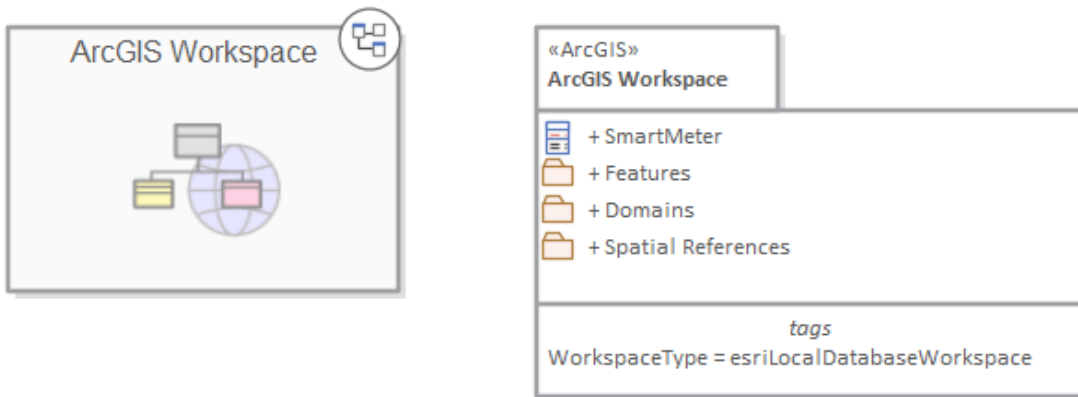 ArcGIS Workspace
«ArcGIS»
ArcGIS Workspace
+ SmartMeter
+ Features
+ Domains
+ Spatial References
tags
WorkspaceType = esriLocalDatabaseWorkspace